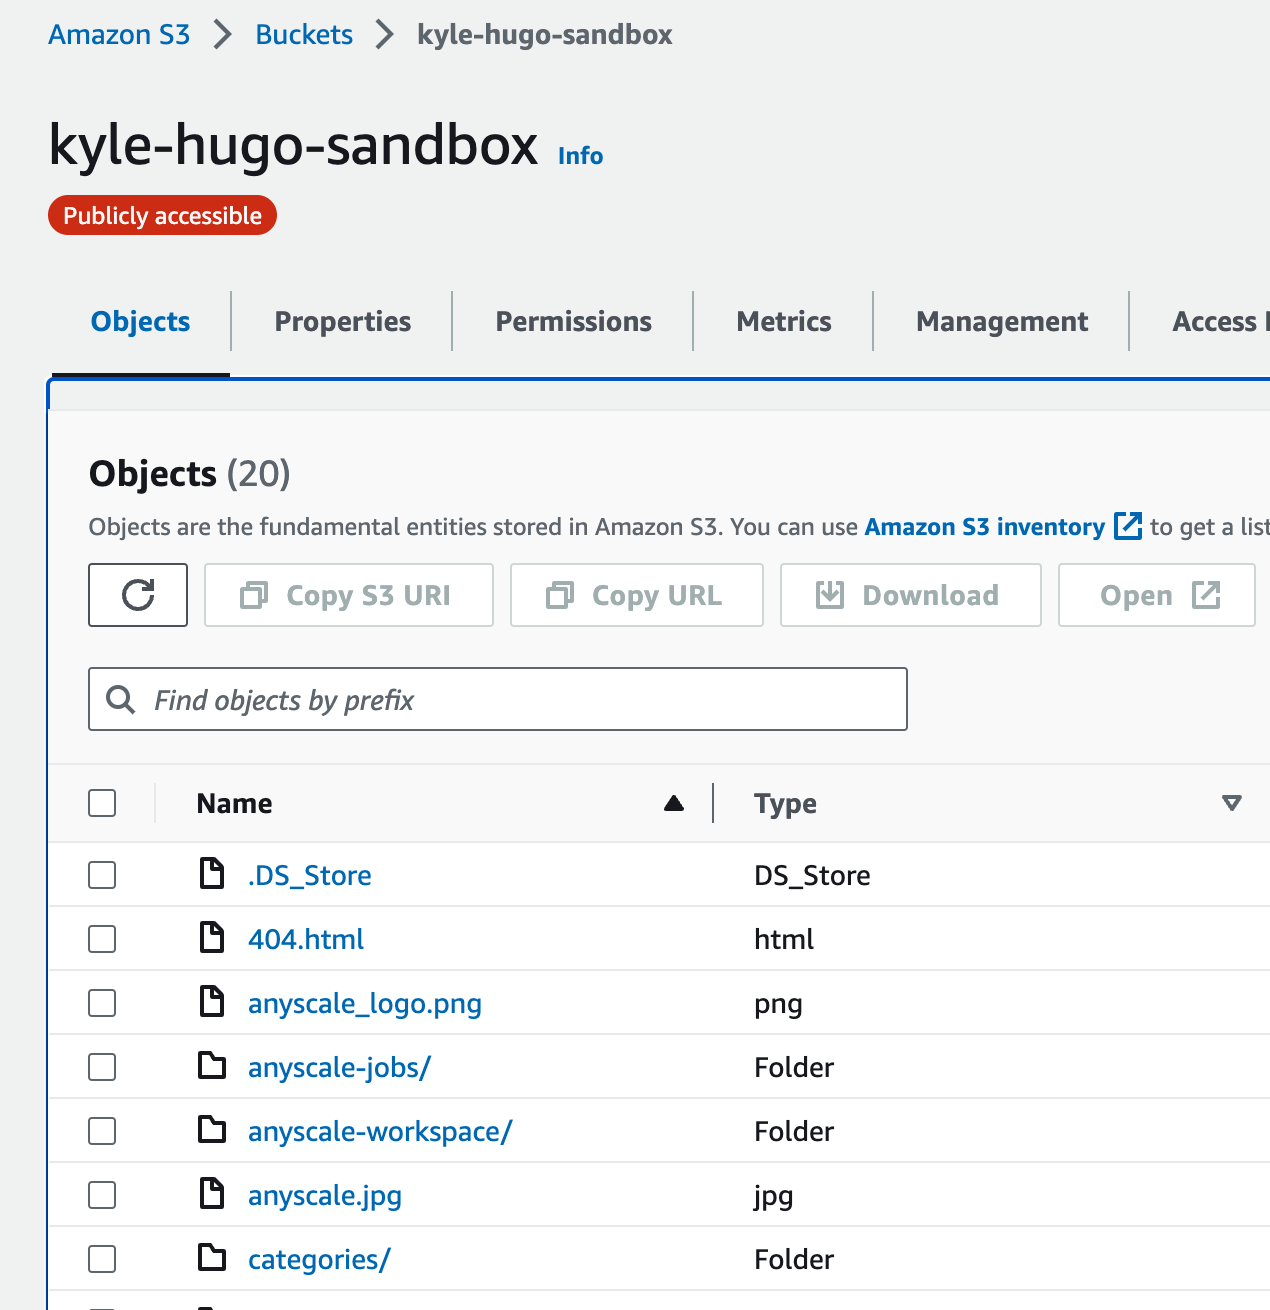 Amazon S3 > Buckets > kyle-hugo-sandbox
kyle-hugo-sandbox Info
Publicly accessible
Objects Properties Permissions Metrics Management Access
Objects (20)
Objects are the fundamental entities stored in Amazon S3. You can use Amazon S3 inventory to get a list
Copy S3 URI Copy URL Download Open
Find objects by prefix
Name Type
.DS_Store DS_Store
404.html html
anyscale_logo.png png
anyscale-jobs/ Folder
anyscale-workspace/ Folder
anyscale.jpg jpg
categories/ Folder